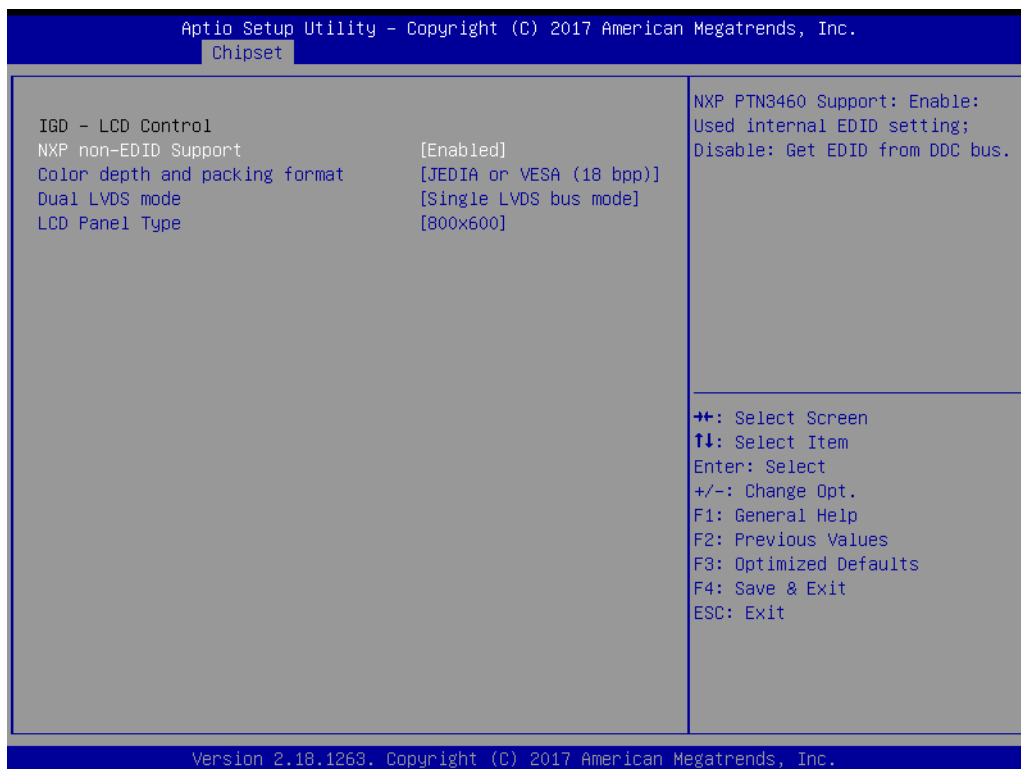 Aptio Setup Utility – Copyright (C) 2017 American Megatrends, Inc.
Chipset
IGD – LCD Control
NXP non–EDID Support [Enabled]
Color depth and packing format [JEDIA or VESA (18 bpp)]
Dual LVDS mode [Single LVDS bus mode]
LCD Panel Type [800x600]
NXP PTN3460 Support: Enable:
Used internal EDID setting;
Disable: Get EDID from DDC bus.
→←: Select Screen
↑↓: Select Item
Enter: Select
+/–: Change Opt.
F1: General Help
F2: Previous Values
F3: Optimized Defaults
F4: Save & Exit
ESC: Exit
Version 2.18.1263. Copyright (C) 2017 American Megatrends, Inc.